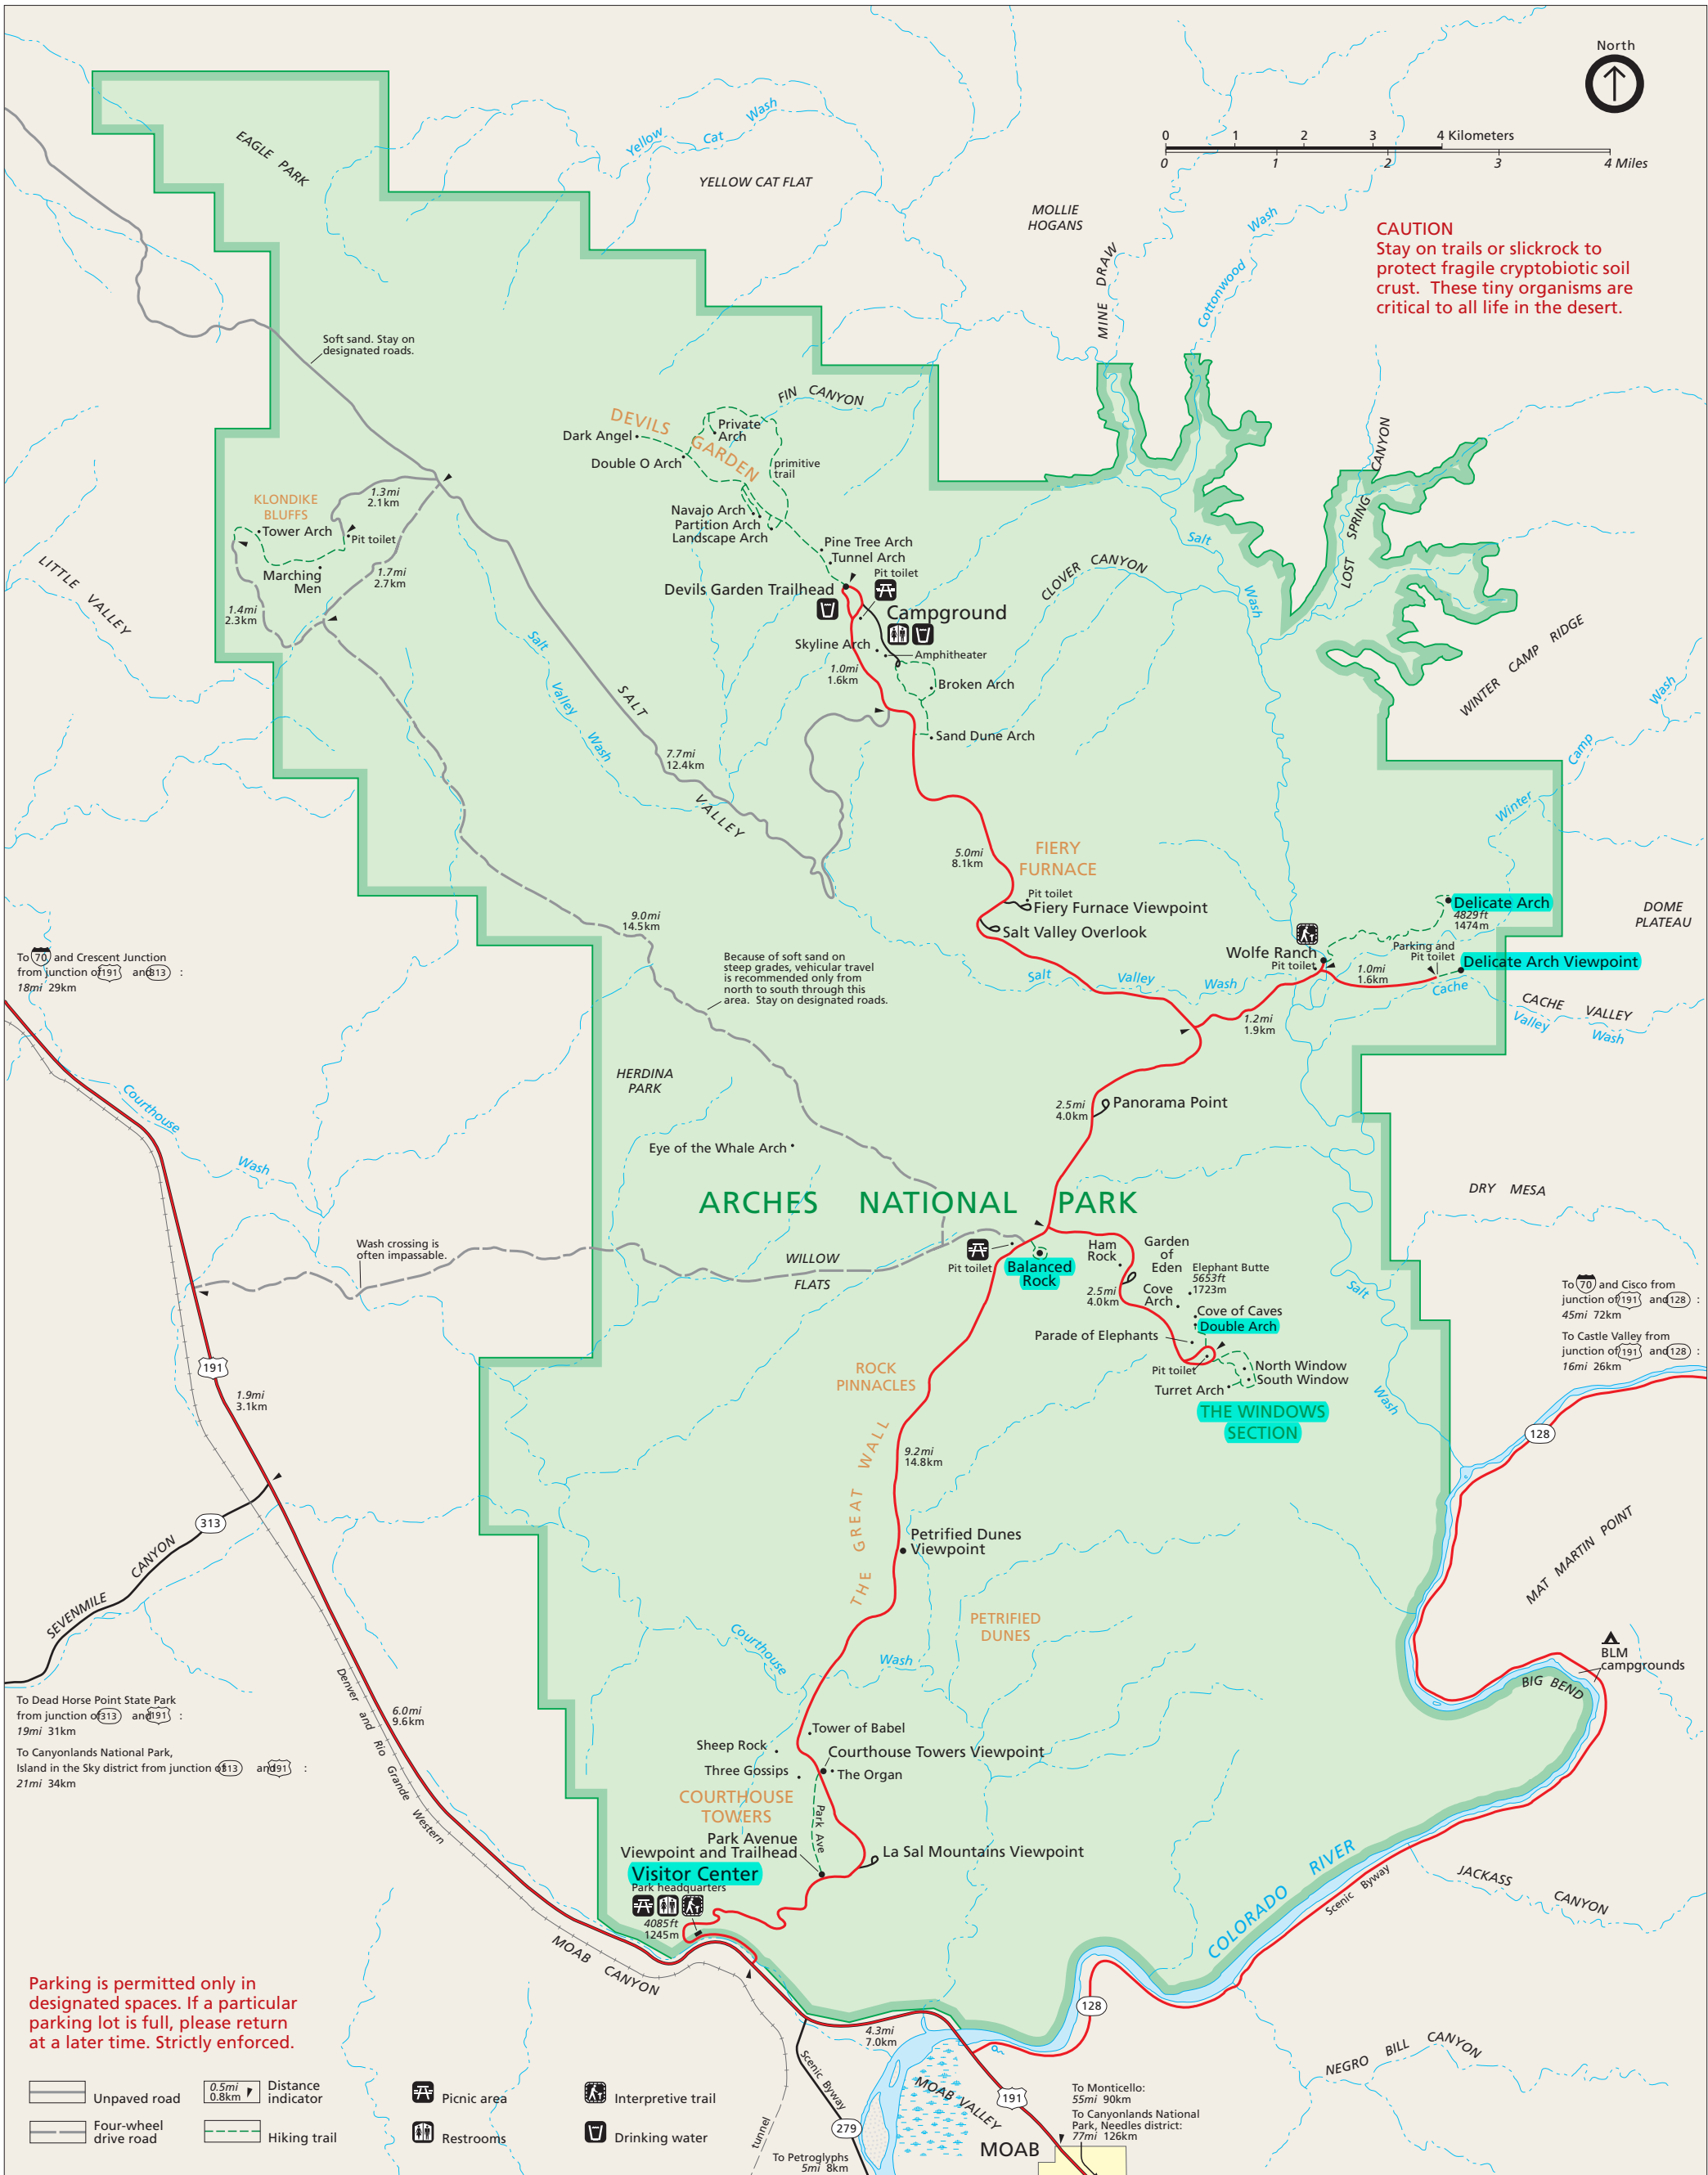 North
0 1 2 3 4 Kilometers
0 1 2 3 4 Miles
EAGLE PARK
Yellow Cat Wash
YELLOW CAT FLAT
MOLLIE
HOGANS
MINE DRAW
Cottonwood Wash
CAUTION
Stay on trails or slickrock to
protect fragile cryptobiotic soil
crust. These tiny organisms are
critical to all life in the desert.
Soft sand. Stay on
designated roads.
FIN CANYON
DEVILS GARDEN
Private
Arch
Dark Angel
Double O Arch
primitive
trail
LOST SPRING CANYON
1.3mi
2.1km
KLONDIKE
BLUFFS
Tower Arch
Pit toilet
Navajo Arch
Partition Arch
Landscape Arch
Pine Tree Arch
Tunnel Arch
Salt Wash
CLOVER CANYON
LITTLE VALLEY
Marching
Men
1.7mi
2.7km
Pit toilet
Devils Garden Trailhead
Campground
1.4mi
2.3km
Skyline Arch
Amphitheater
1.0mi
1.6km
Broken Arch
WINTER CAMP RIDGE
Salt Valley Wash
SALT VALLEY
Sand Dune Arch
7.7mi
12.4km
Winter Camp Wash
5.0mi
8.1km
FIERY
FURNACE
Pit toilet
Fiery Furnace Viewpoint
Salt Valley Overlook
Delicate Arch
4829ft
1474m
DOME
PLATEAU
9.0mi
14.5km
Wolfe Ranch
Pit toilet
Parking and
Pit toilet
Delicate Arch Viewpoint
1.0mi
1.6km
To 70 and Crescent Junction
from junction of 191 and 313 :
18mi 29km
Because of soft sand on
steep grades, vehicular travel
is recommended only from
north to south through this
area. Stay on designated roads.
Salt Valley Wash
Cache Valley Wash
CACHE VALLEY
1.2mi
1.9km
HERDINA
PARK
Courthouse Wash
2.5mi
4.0km
Panorama Point
Eye of the Whale Arch
ARCHES NATIONAL PARK
DRY MESA
Wash crossing is
often impassable.
WILLOW
FLATS
Pit toilet
Balanced
Rock
Ham
Rock
Garden
of
Eden
Elephant Butte
5653ft
1723m
2.5mi
4.0km
Cove
Arch
Cove of Caves
Double Arch
Parade of Elephants
Pit toilet
North Window
South Window
Turret Arch
THE WINDOWS
SECTION
Salt Wash
To 70 and Cisco from
junction of 191 and 128 :
45mi 72km
To Castle Valley from
junction of 191 and 128 :
16mi 26km
191
1.9mi
3.1km
ROCK
PINNACLES
128
THE GREAT WALL
9.2mi
14.8km
313
SEVENMILE CANYON
Petrified Dunes
Viewpoint
MAT MARTIN POINT
PETRIFIED
DUNES
Courthouse Wash
BLM
campgrounds
BIG BEND
To Dead Horse Point State Park
from junction of 313 and 191 :
19mi 31km
To Canyonlands National Park,
Island in the Sky district from junction of 313 and 191 :
21mi 34km
Denver and Rio Grande Western
6.0mi
9.6km
Tower of Babel
Sheep Rock
Courthouse Towers Viewpoint
Three Gossips
The Organ
COURTHOUSE
TOWERS
Park Ave
Park Avenue
Viewpoint and Trailhead
La Sal Mountains Viewpoint
Visitor Center
Park headquarters
4085ft
1245m
COLORADO RIVER
Scenic Byway
JACKASS CANYON
MOAB CANYON
Parking is permitted only in
designated spaces. If a particular
parking lot is full, please return
at a later time. Strictly enforced.
128
4.3mi
7.0km
NEGRO BILL CANYON
Scenic Byway
MOAB VALLEY
191
To Monticello:
55mi 90km
To Canyonlands National
Park, Needles district:
77mi 126km
279
tunnel
MOAB
To Petroglyphs
5mi 8km
Unpaved road
0.5mi
0.8km
Distance
indicator
Picnic area
Interpretive trail
Four-wheel
drive road
Hiking trail
Restrooms
Drinking water